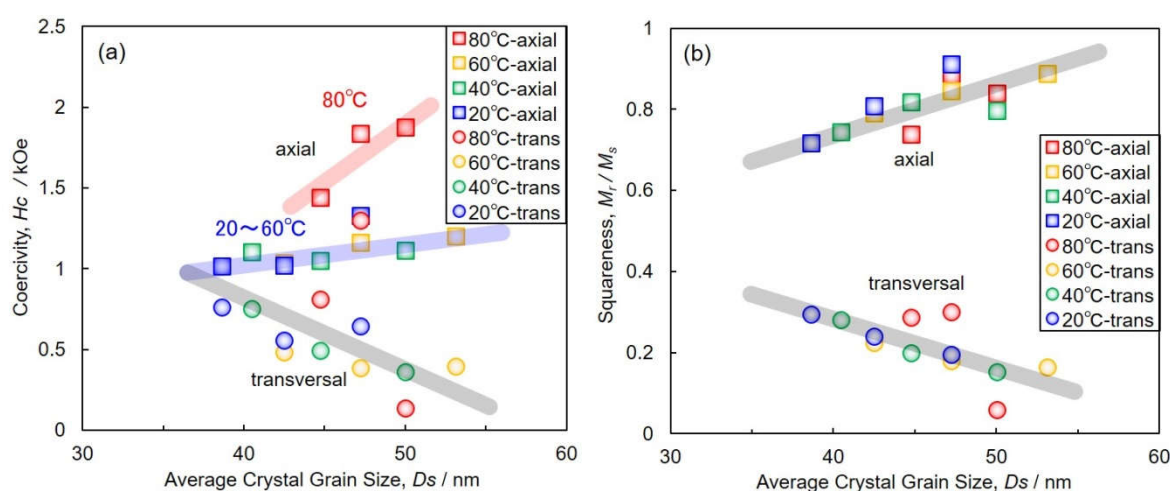 (a)
2.5
2
1.5
1
0.5
0
Coercivity, Hc / kOe
80℃
axial
20～60℃
transversal
80℃-axial
60℃-axial
40℃-axial
20℃-axial
80℃-trans
60℃-trans
40℃-trans
20℃-trans
30
40
50
60
Average Crystal Grain Size, Ds / nm
(b)
1
0.8
0.6
0.4
0.2
0
Squareness, Mr / Ms
axial
transversal
80℃-axial
60℃-axial
40℃-axial
20℃-axial
80℃-trans
60℃-trans
40℃-trans
20℃-trans
30
40
50
60
Average Crystal Grain Size, Ds / nm